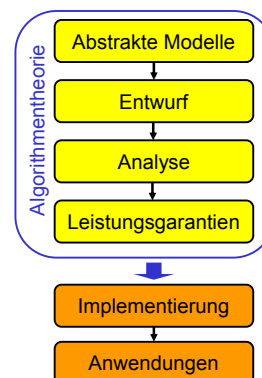 Algorithmentheorie
Abstrakte Modelle
Entwurf
Analyse
Leistungsgarantien
Implementierung
Anwendungen